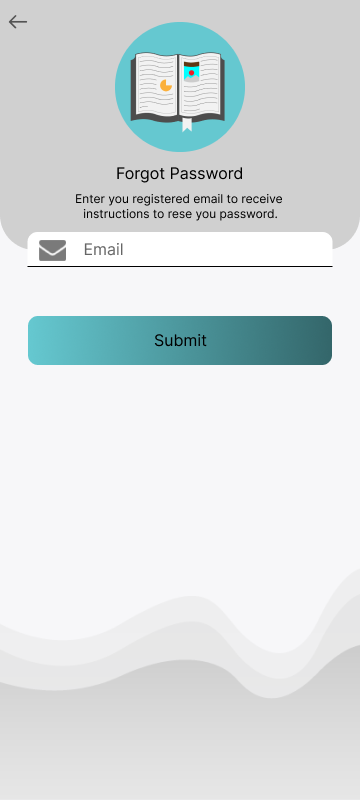 Forgot Password
Enter you registered email to receive
instructions to rese you password.
Email
Submit